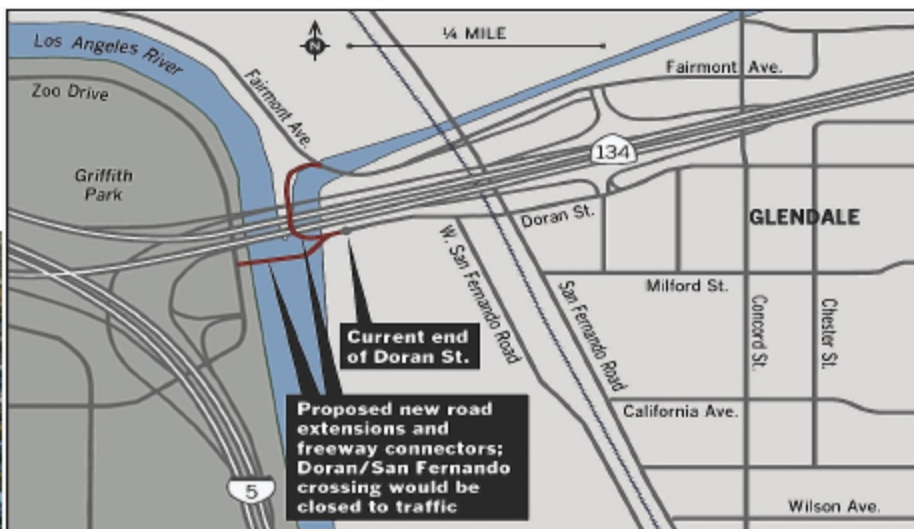 Los Angeles River
N
¼ MILE
Fairmont Ave.
Zoo Drive
Fairmont Ave.
134
Griffith
Park
Doran St.
GLENDALE
W. San Fernando Road
San Fernando Road
Milford St.
Concord St.
Chester St.
Current end
of Doran St.
California Ave.
Proposed new road
extensions and
freeway connectors;
Doran/San Fernando
crossing would be
closed to traffic
5
Wilson Ave.